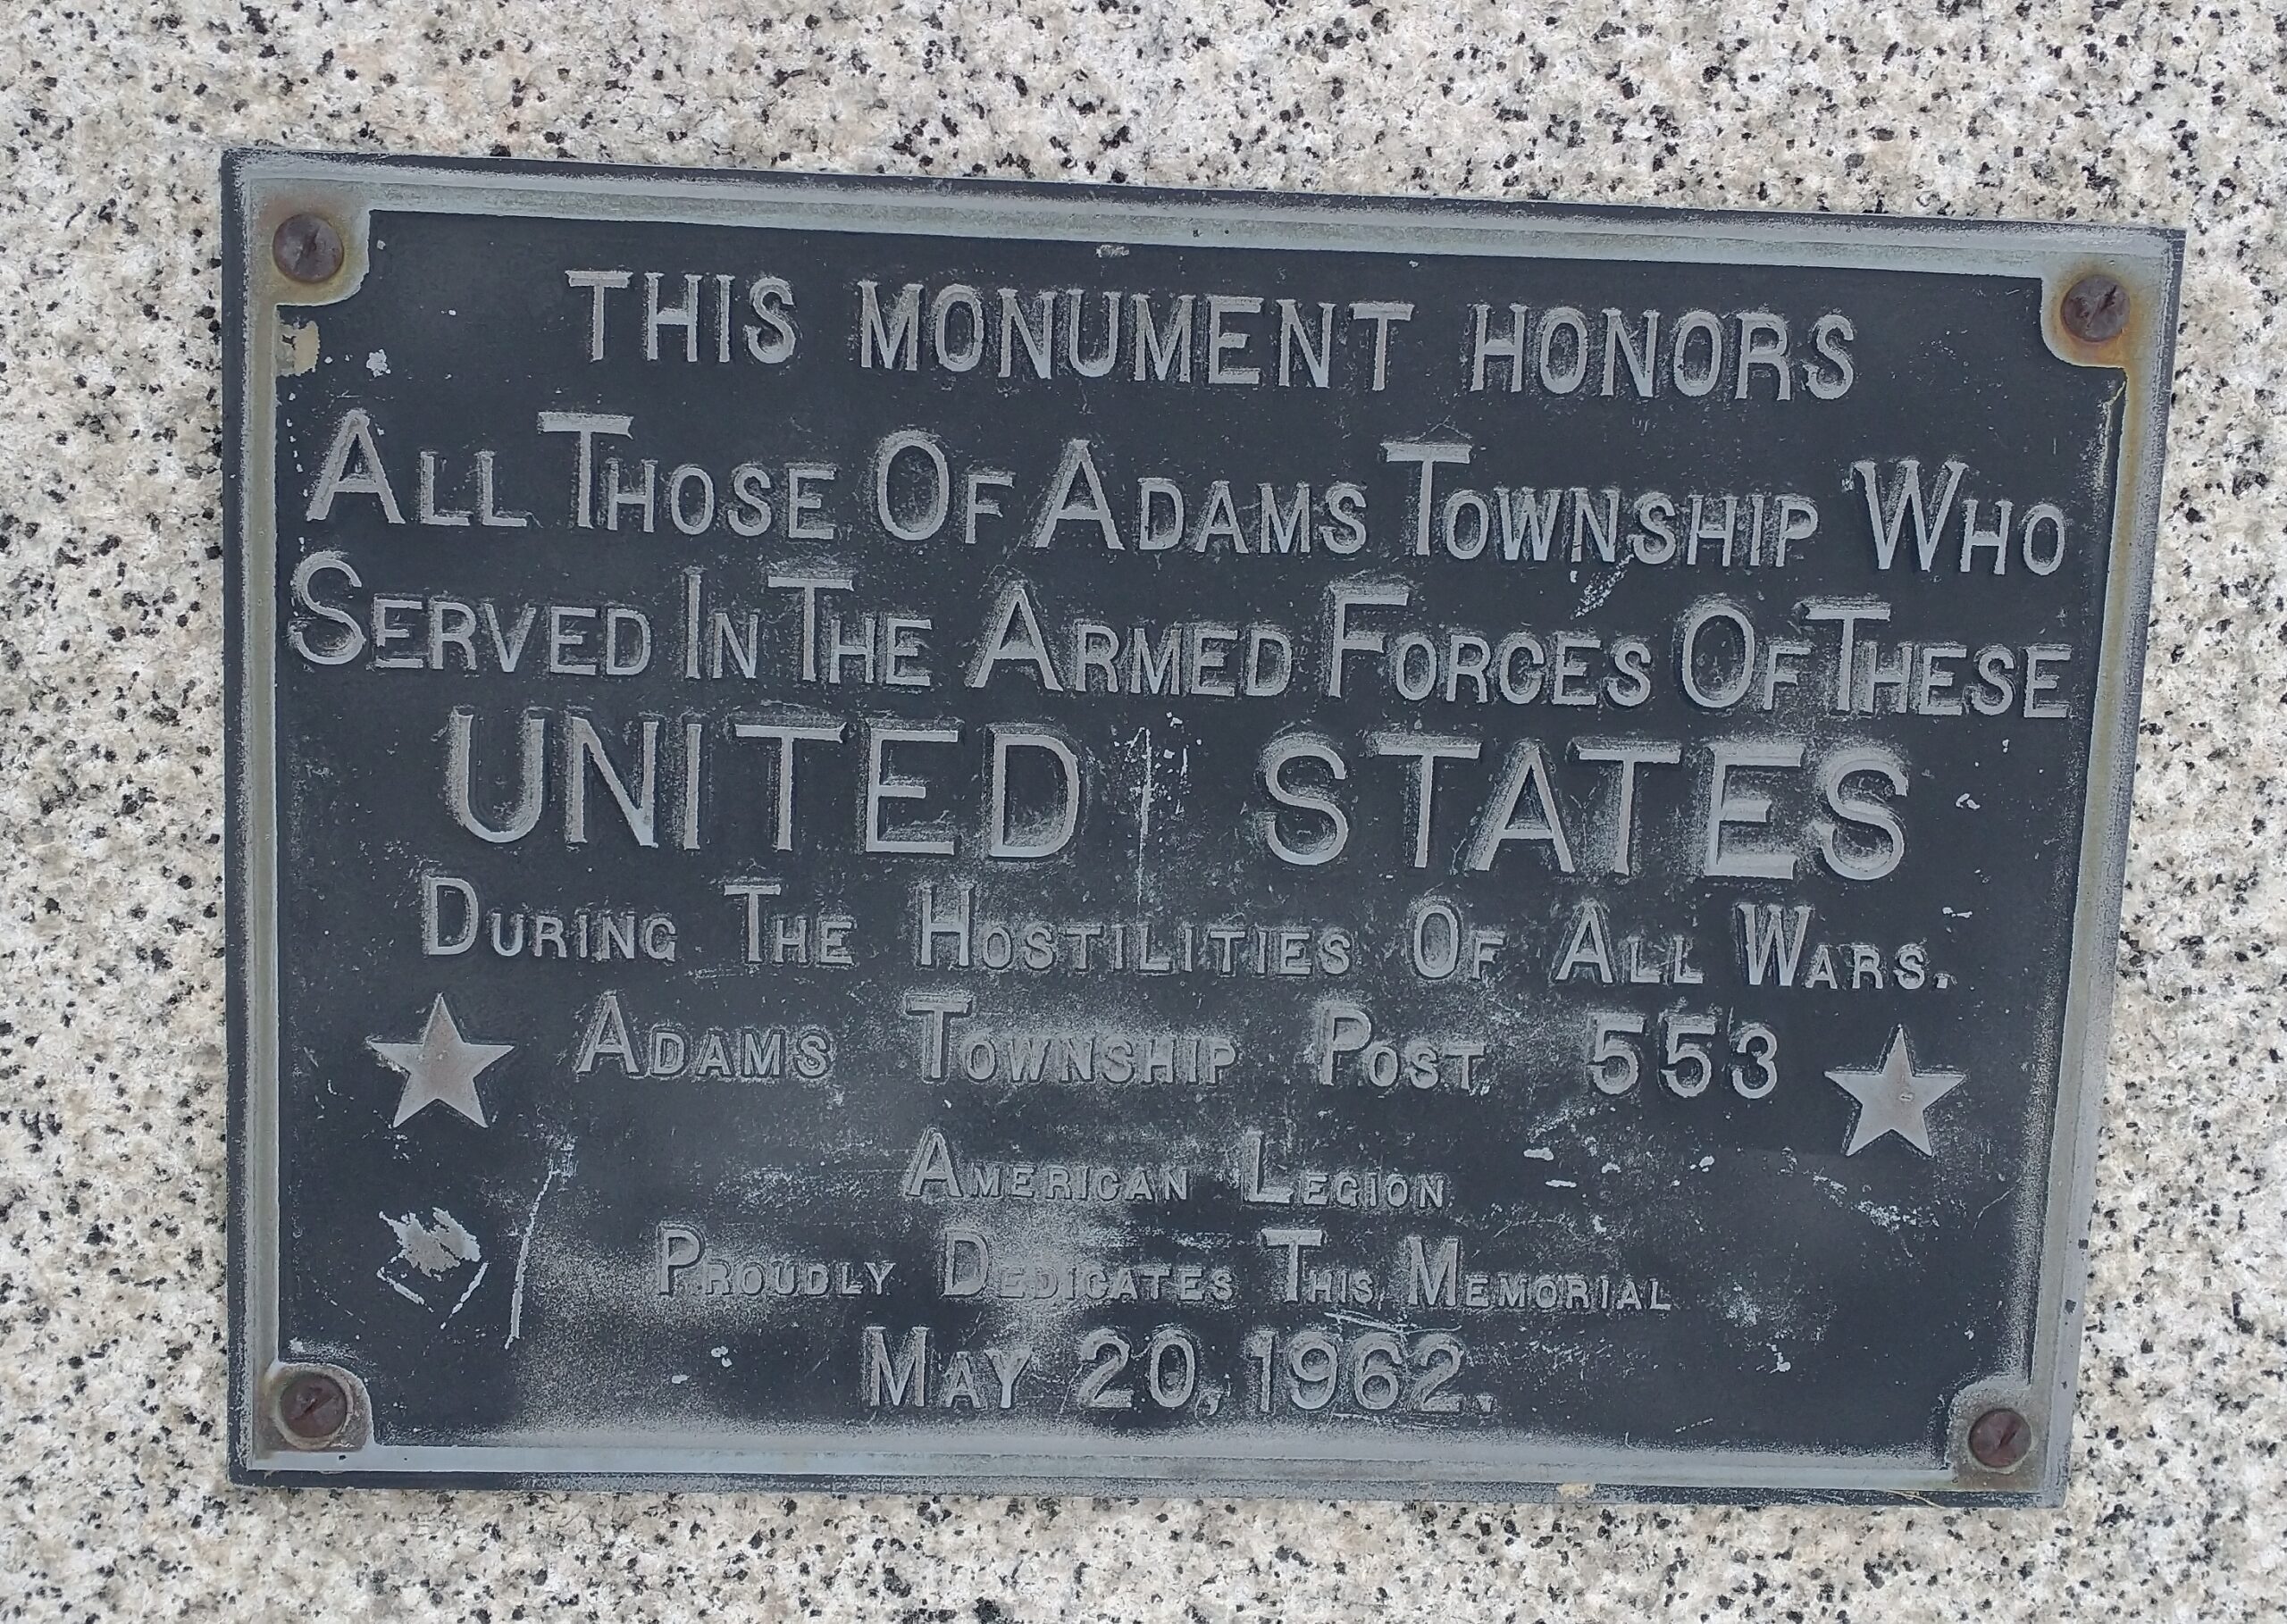 THIS MONUMENT HONORS
ALL THOSE OF ADAMS TOWNSHIP WHO
SERVED IN THE ARMED FORCES OF THESE
UNITED STATES
DURING THE HOSTILITIES OF ALL WARS.
ADAMS TOWNSHIP POST 553
AMERICAN LEGION
PROUDLY DEDICATES THIS MEMORIAL
MAY 20, 1962.